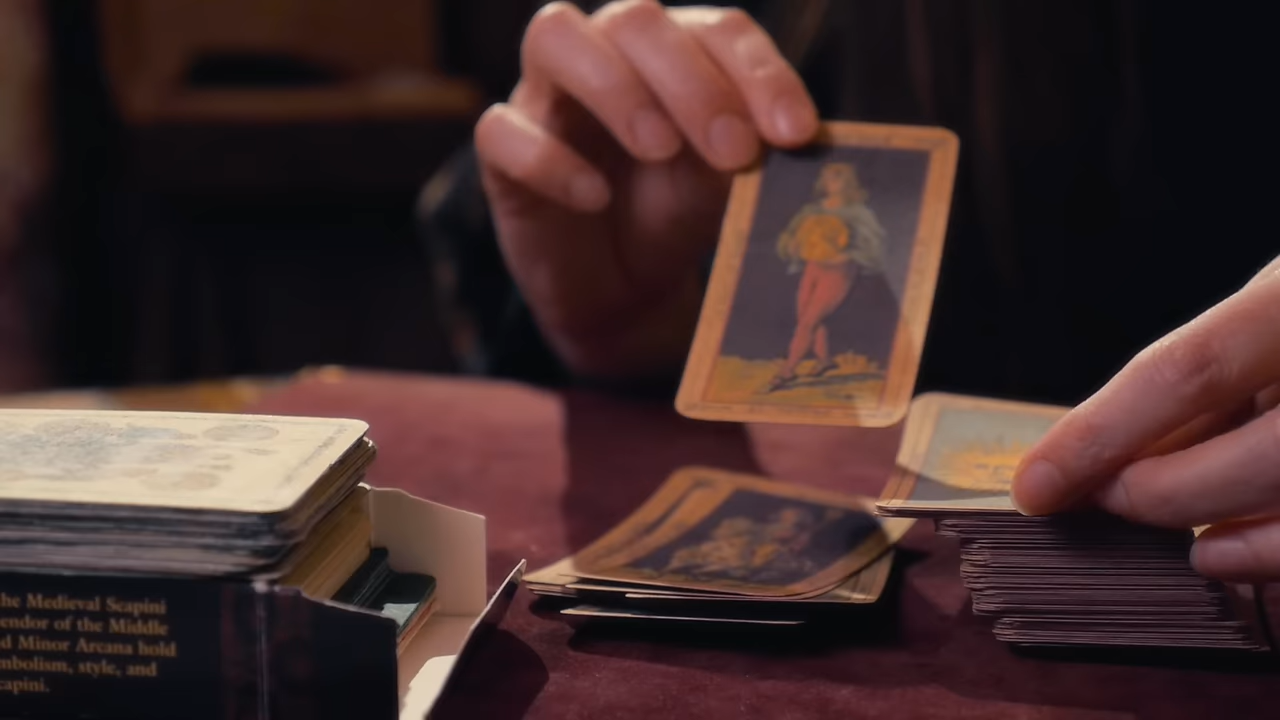 he Medieval Scapini
endor of the Middle
d Minor Arcana hold
mbolism, style, and
capini.